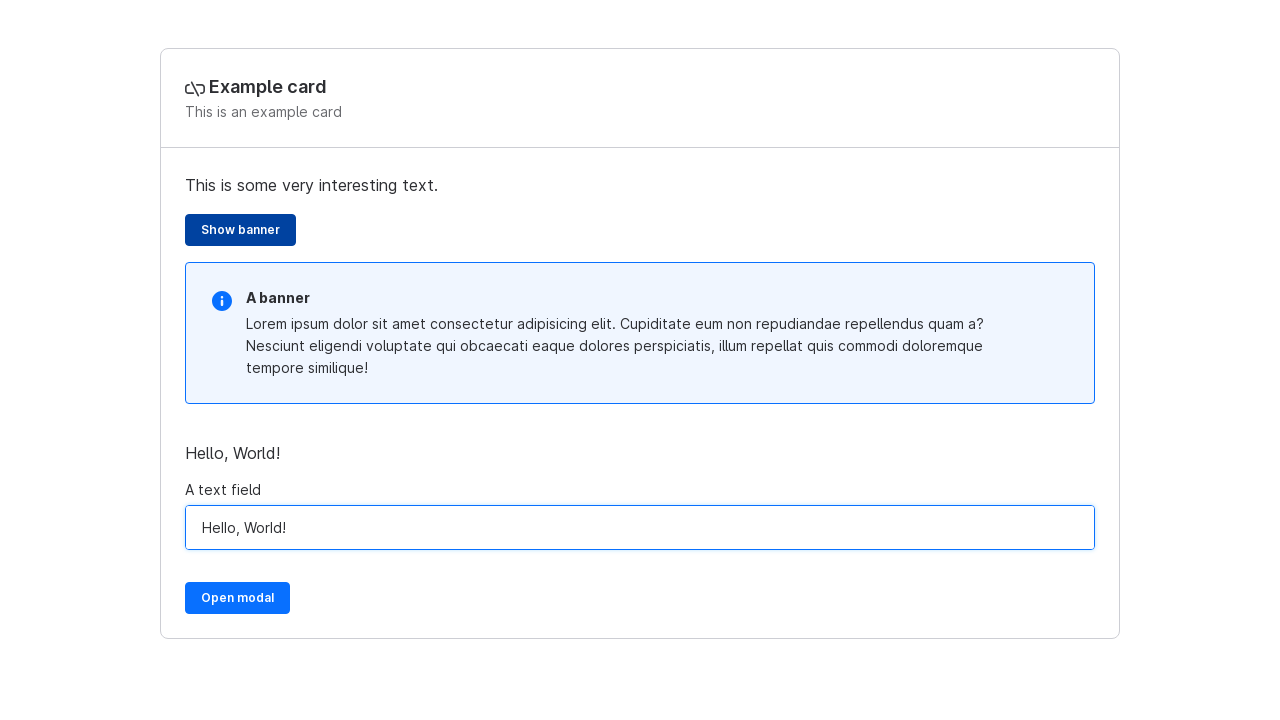 Example card
This is an example card
This is some very interesting text.
Show banner
A banner
Lorem ipsum dolor sit amet consectetur adipisicing elit. Cupiditate eum non repudiandae repellendus quam a?
Nesciunt eligendi voluptate qui obcaecati eaque dolores perspiciatis, illum repellat quis commodi doloremque
tempore similique!
Hello, World!
A text field
Hello, World!
Open modal